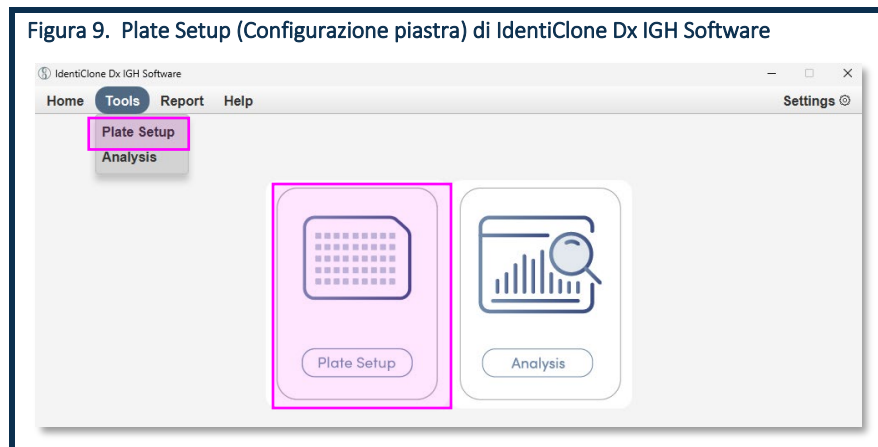 Figura 9. Plate Setup (Configurazione piastra) di IdentiClone Dx IGH Software
IdentiClone Dx IGH Software
Home Tools Report Help Settings
Plate Setup
Analysis
Plate Setup Analysis